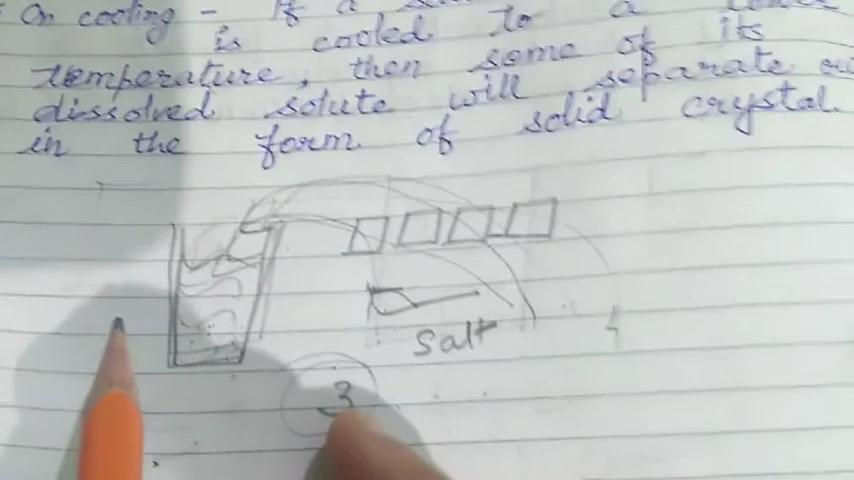 On cooling - If a
is cooled to a
temperature, then some of its
dissolved solute will separate
in the form of solid crystal.
Salt
3